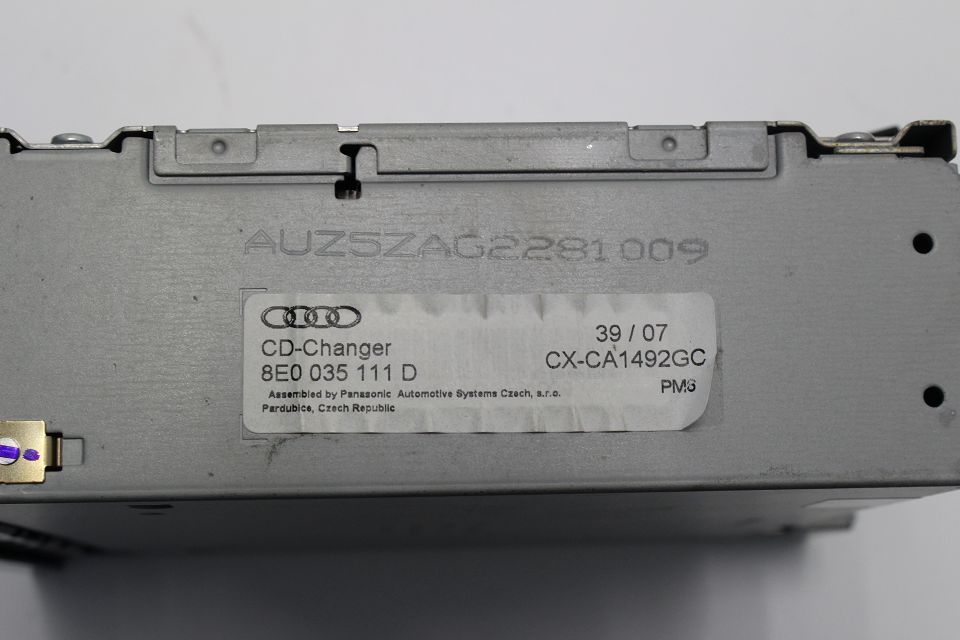 AUZ5ZAG2281009
CD-Changer
8E0 035 111 D
39 / 07
CX-CA1492GC
PM6
Assembled by Panasonic Automotive Systems Czech, s.r.o.
Pardubice, Czech Republic